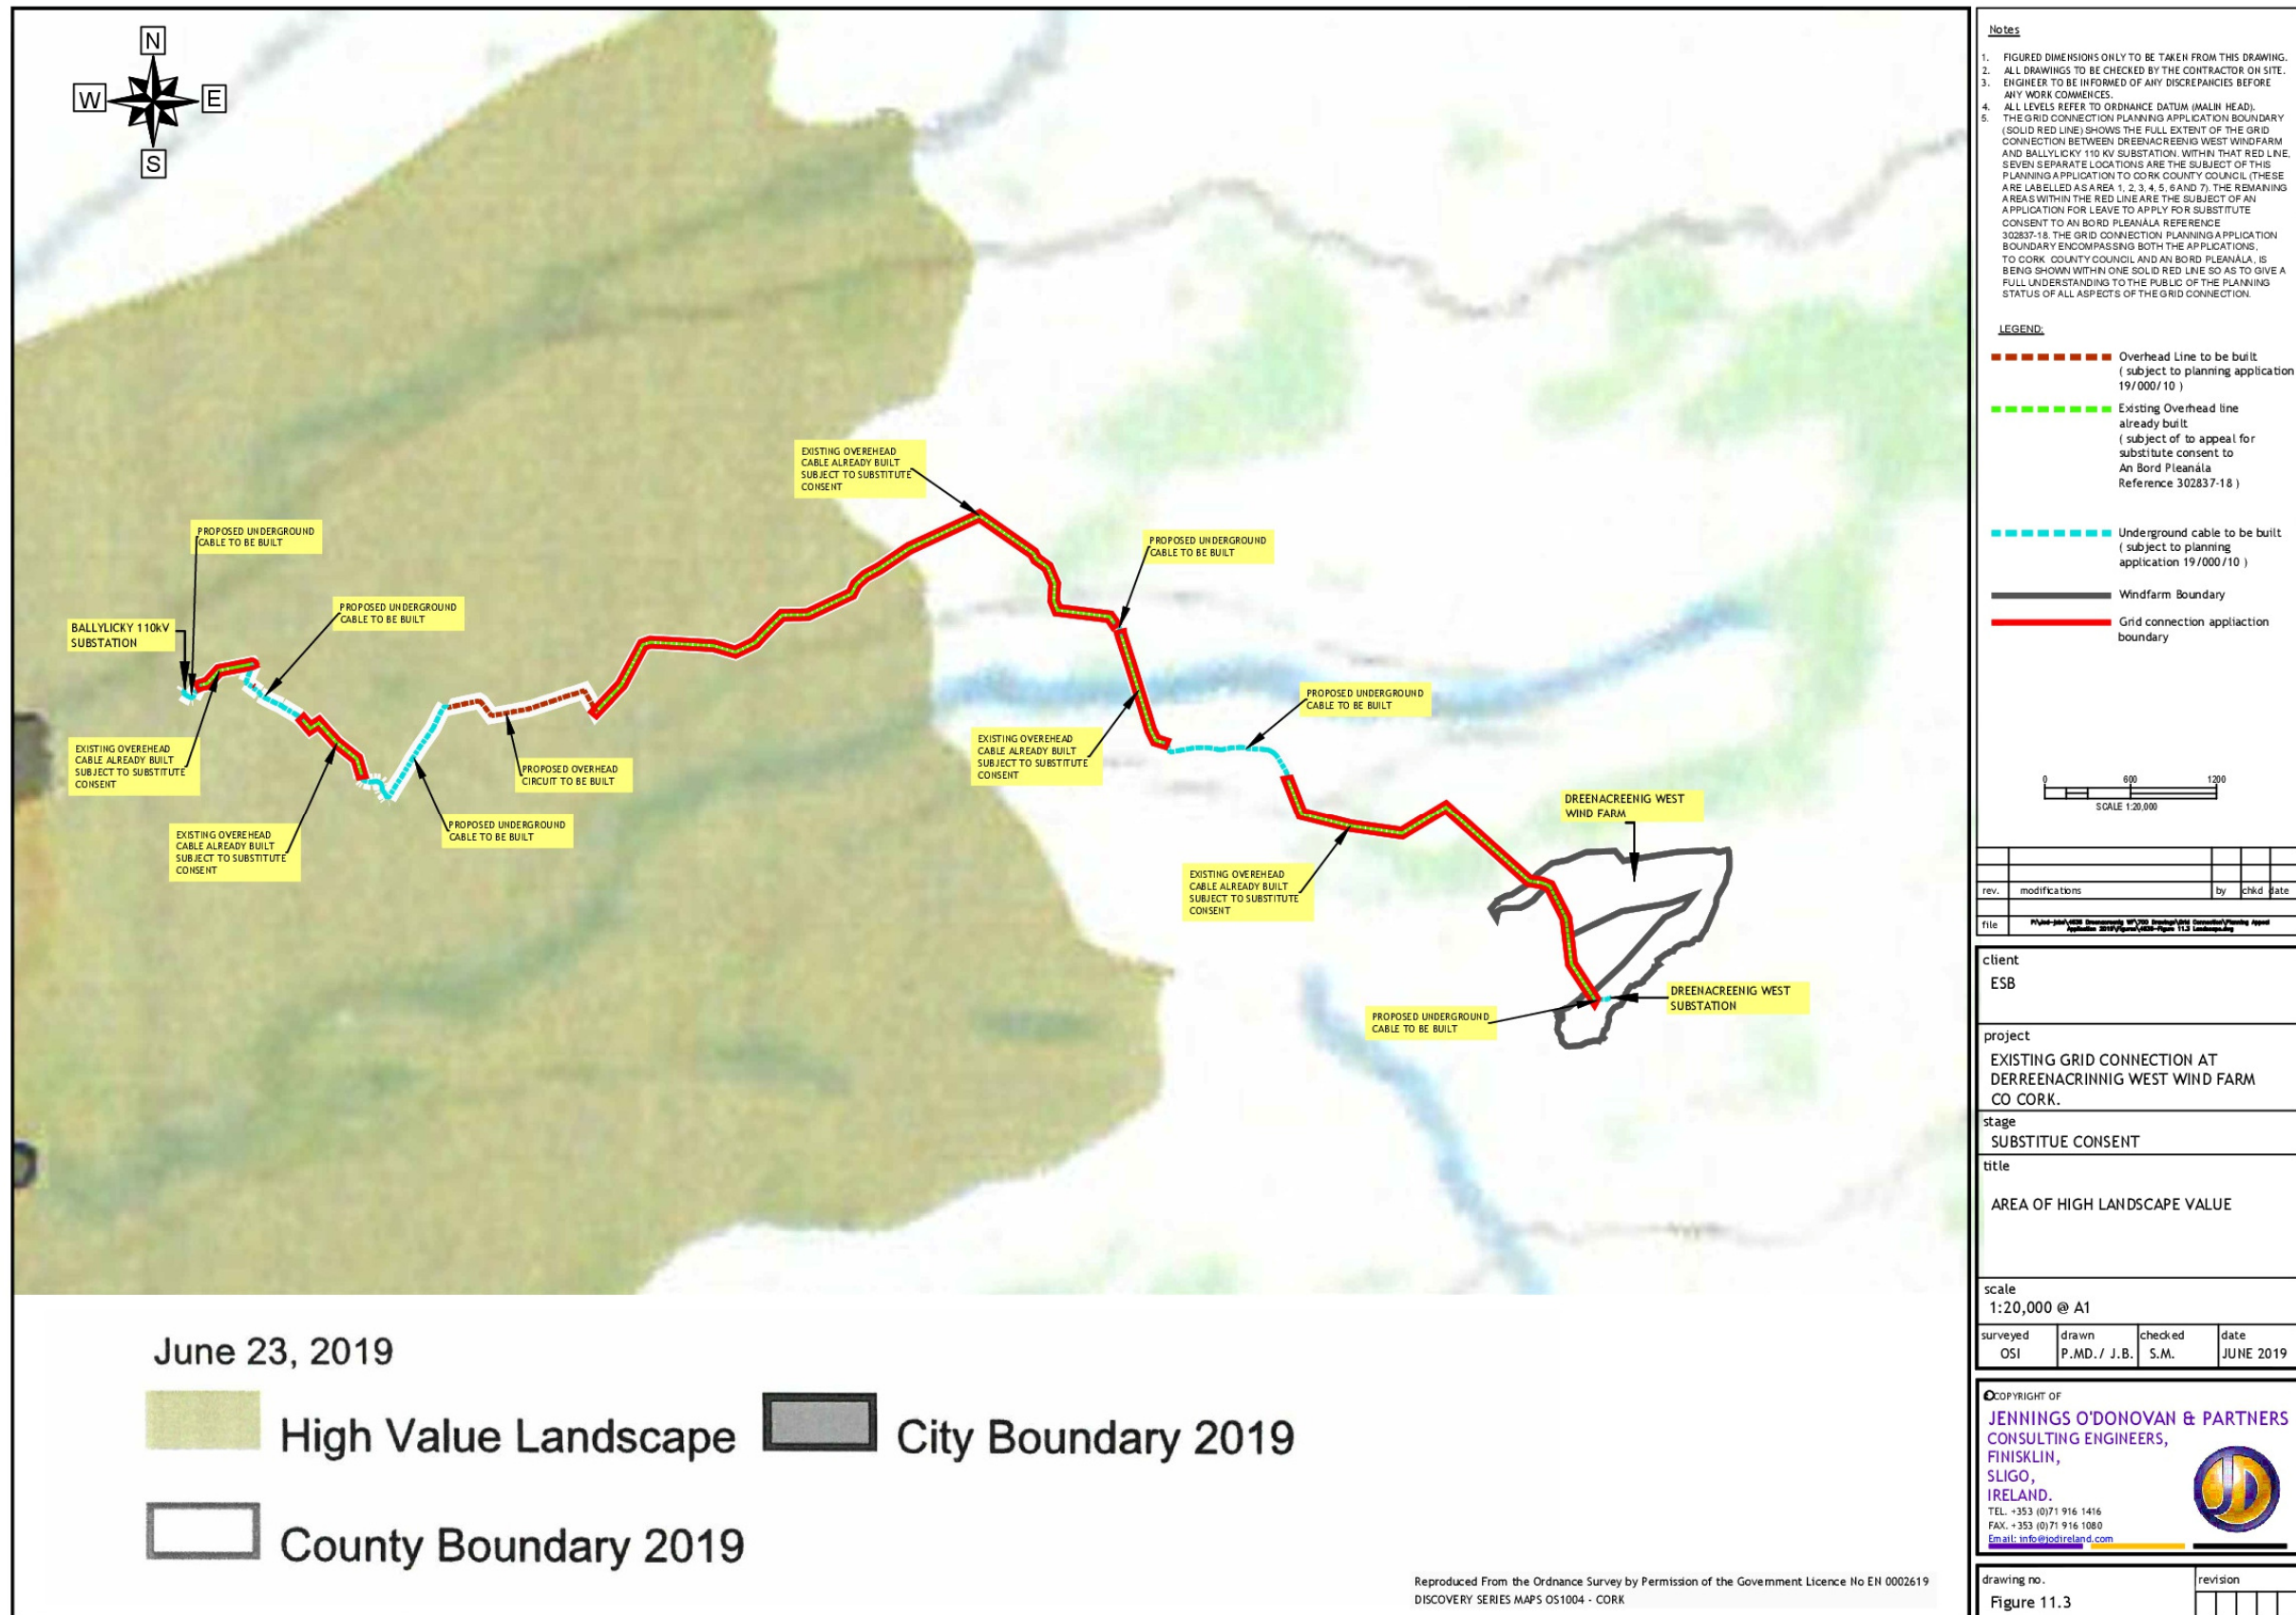 N
W
E
S
EXISTING OVEREHEAD
CABLE ALREADY BUILT
SUBJECT TO SUBSTITUTE
CONSENT
PROPOSED UNDERGROUND
CABLE TO BE BUILT
PROPOSED UNDERGROUND
CABLE TO BE BUILT
PROPOSED UNDERGROUND
CABLE TO BE BUILT
BALLYLICKY 110kV
SUBSTATION
PROPOSED UNDERGROUND
CABLE TO BE BUILT
EXISTING OVEREHEAD
CABLE ALREADY BUILT
SUBJECT TO SUBSTITUTE
CONSENT
EXISTING OVEREHEAD
CABLE ALREADY BUILT
SUBJECT TO SUBSTITUTE
CONSENT
PROPOSED OVERHEAD
CIRCUIT TO BE BUILT
PROPOSED UNDERGROUND
CABLE TO BE BUILT
EXISTING OVEREHEAD
CABLE ALREADY BUILT
SUBJECT TO SUBSTITUTE
CONSENT
DREENACREENIG WEST
WIND FARM
EXISTING OVEREHEAD
CABLE ALREADY BUILT
SUBJECT TO SUBSTITUTE
CONSENT
DREENACREENIG WEST
SUBSTATION
PROPOSED UNDERGROUND
CABLE TO BE BUILT
June 23, 2019
High Value Landscape
City Boundary 2019
County Boundary 2019
Reproduced From the Ordnance Survey by Permission of the Government Licence No EN 0002619
DISCOVERY SERIES MAPS OS1004 - CORK
Notes
1. FIGURED DIMENSIONS ONLY TO BE TAKEN FROM THIS DRAWING.
2. ALL DRAWINGS TO BE CHECKED BY THE CONTRACTOR ON SITE.
3. ENGINEER TO BE INFORMED OF ANY DISCREPANCIES BEFORE
ANY WORK COMMENCES.
4. ALL LEVELS REFER TO ORDNANCE DATUM (MALIN HEAD).
5. THE GRID CONNECTION PLANNING APPLICATION BOUNDARY
(SOLID RED LINE) SHOWS THE FULL EXTENT OF THE GRID
CONNECTION BETWEEN DREENACREENIG WEST WINDFARM
AND BALLYLICKY 110 KV SUBSTATION. WITHIN THAT RED LINE,
SEVEN SEPARATE LOCATIONS ARE THE SUBJECT OF THIS
PLANNING APPLICATION TO CORK COUNTY COUNCIL (THESE
ARE LABELLED AS AREA 1, 2, 3, 4, 5, 6 AND 7). THE REMAINING
AREAS WITHIN THE RED LINE ARE THE SUBJECT OF AN
APPLICATION FOR LEAVE TO APPLY FOR SUBSTITUTE
CONSENT TO AN BORD PLEANÁLA REFERENCE
302837-18. THE GRID CONNECTION PLANNING APPLICATION
BOUNDARY ENCOMPASSING BOTH THE APPLICATIONS,
TO CORK COUNTY COUNCIL AND AN BORD PLEANÁLA, IS
BEING SHOWN WITHIN ONE SOLID RED LINE SO AS TO GIVE A
FULL UNDERSTANDING TO THE PUBLIC OF THE PLANNING
STATUS OF ALL ASPECTS OF THE GRID CONNECTION.
LEGEND:
Overhead Line to be built
( subject to planning application
19/000/10 )
Existing Overhead line
already built
( subject of to appeal for
substitute consent to
An Bord Pleanála
Reference 302837-18 )
Underground cable to be built
( subject to planning
application 19/000/10 )
Windfarm Boundary
Grid connection appliaction
boundary
0 600 1200
SCALE 1:20,000
rev. modifications by chkd date
file
client
ESB
project
EXISTING GRID CONNECTION AT
DERREENACRINNIG WEST WIND FARM
CO CORK.
stage
SUBSTITUE CONSENT
title
AREA OF HIGH LANDSCAPE VALUE
scale
1:20,000 @ A1
surveyed drawn checked date
OSI P.MD./ J.B. S.M. JUNE 2019
©COPYRIGHT OF
JENNINGS O'DONOVAN & PARTNERS
CONSULTING ENGINEERS,
FINISKLIN,
SLIGO,
IRELAND.
TEL. +353 (0)71 916 1416
FAX. +353 (0)71 916 1080
Email: info@jodireland.com
JD
drawing no. revision
Figure 11.3